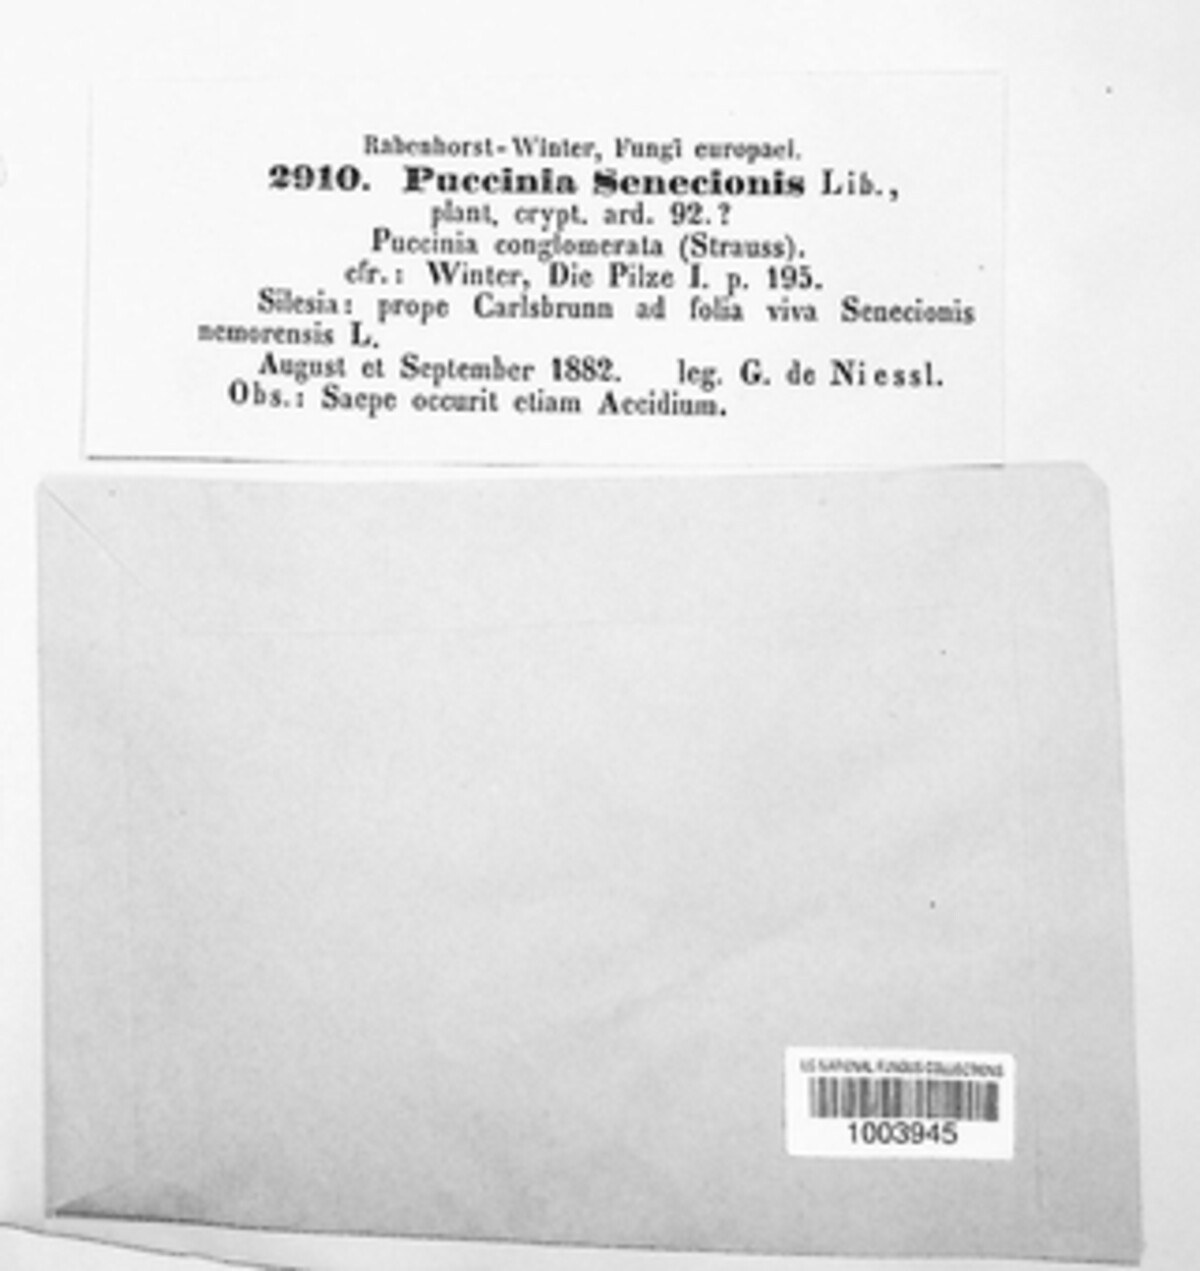 Rabenhorst-Winter, Fungi europaei.
2910. Puccinia Senecionis Lib.,
plant. crypt. ard. 92.?
Puccinia conglomerata (Strauss).
cfr.: Winter, Die Pilze I. p. 195.
Silesia: prope Carlsbrunn ad folia viva Senecionis
nemorensis L.
August et September 1882. leg. G. de Niessl.
Obs.: Saepe occurit etiam Aecidium.
US NATIONAL FUNGUS COLLECTIONS
1003945